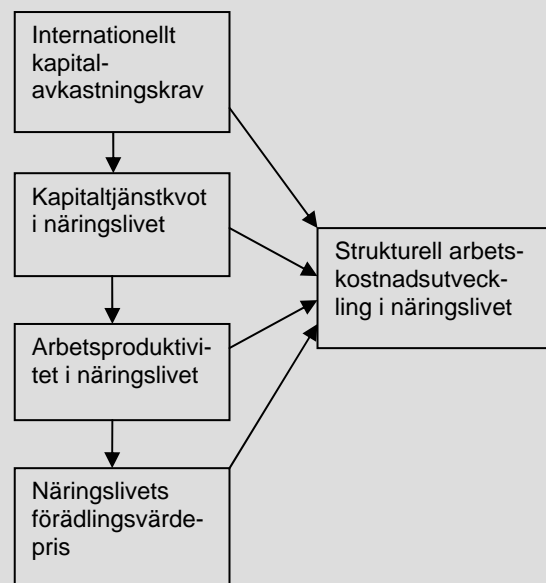 Internationellt
kapital-
avkastningskrav
Kapitaltjänstkvot
i näringslivet
Strukturell arbets-
kostnadsutveck-
ling i näringslivet
Arbetsproduktivi-
tet i näringslivet
Näringslivets
förädlingsvärde-
pris